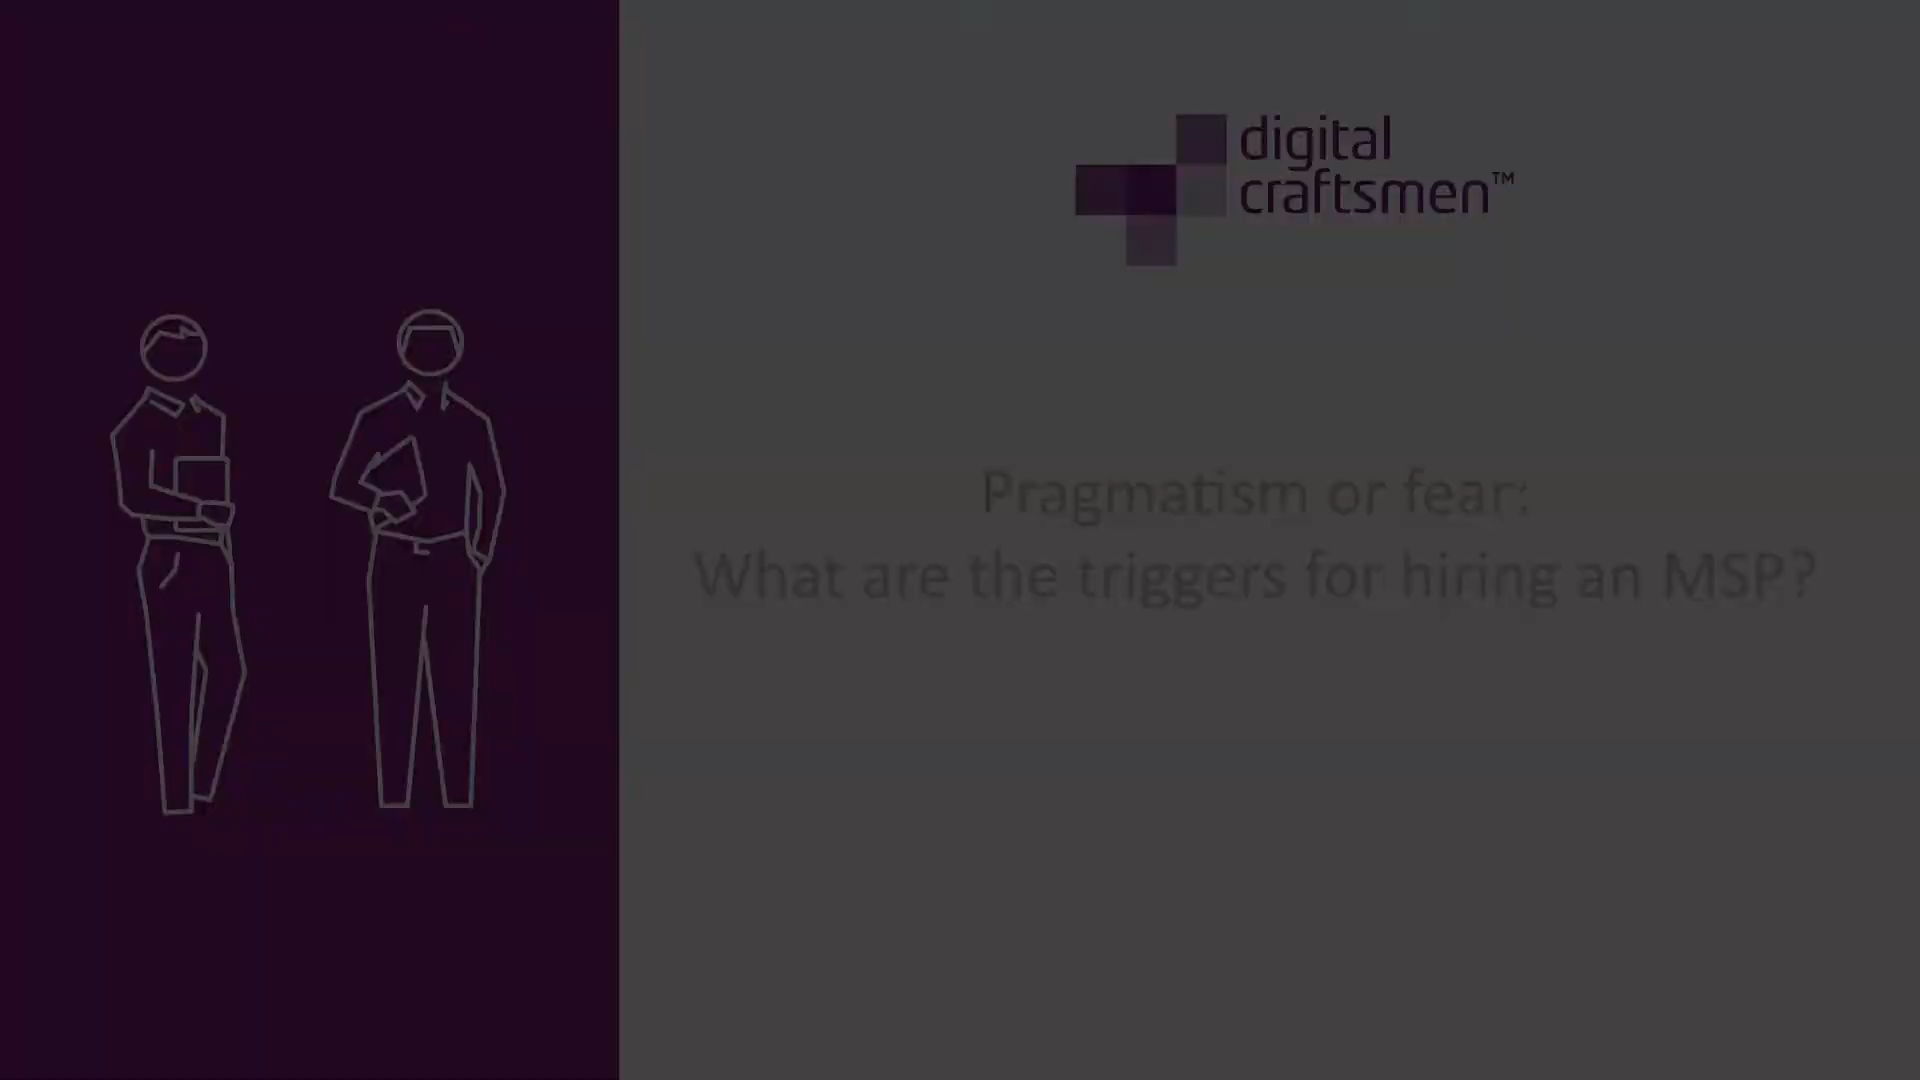 digital
craftsmen™
Pragmatism or fear:
What are the triggers for hiring an MSP?